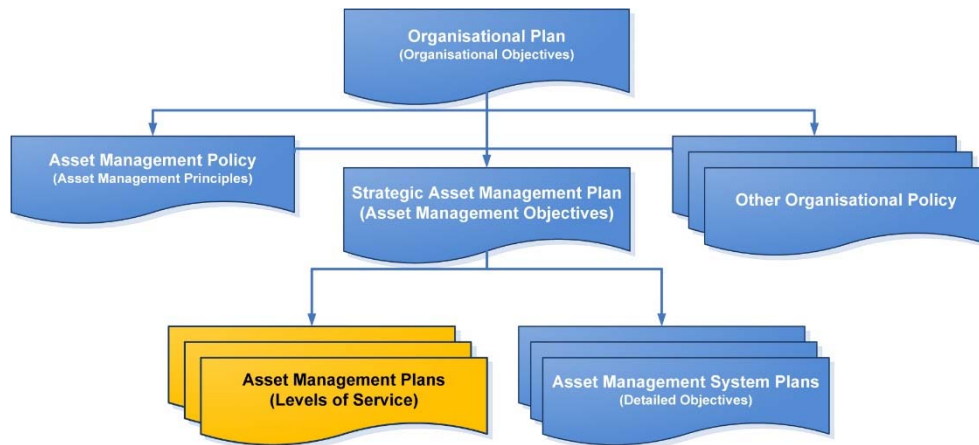 Organisational Plan
(Organisational Objectives)
Asset Management Policy
(Asset Management Principles)
Strategic Asset Management Plan
(Asset Management Objectives)
Other Organisational Policy
Asset Management Plans
(Levels of Service)
Asset Management System Plans
(Detailed Objectives)